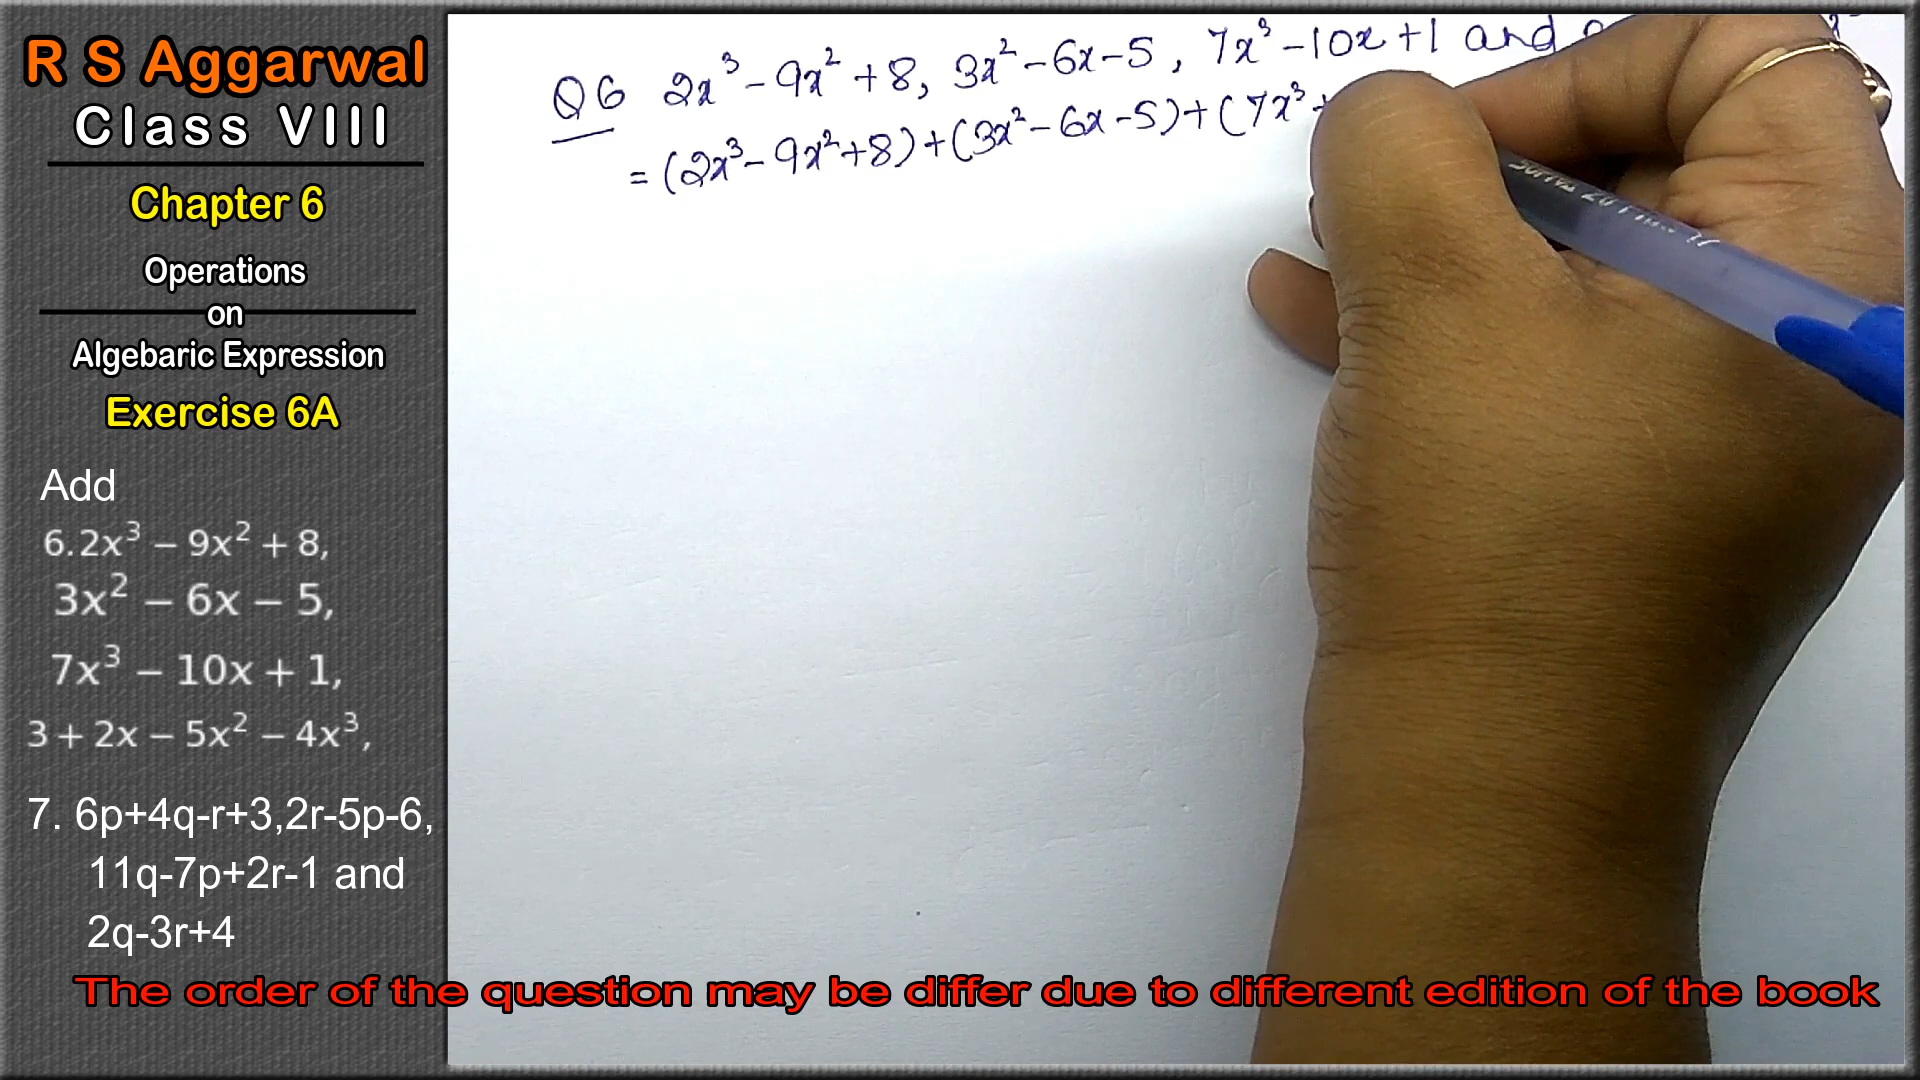 R S Aggarwal
Class VIII
Chapter 6
Operations
on
Algebaric Expression
Exercise 6A
Add
6.2x³ − 9x² + 8,
3x² − 6x − 5,
7x³ − 10x + 1,
3 + 2x − 5x² − 4x³,
7. 6p+4q-r+3,2r-5p-6,
11q-7p+2r-1 and
2q-3r+4
Q6 2x³ − 9x² + 8, 3x² − 6x − 5, 7x³ − 10x + 1 and
= (2x³ − 9x² + 8) + (3x² − 6x − 5) + (7x³
The order of the question may be differ due to different edition of the book